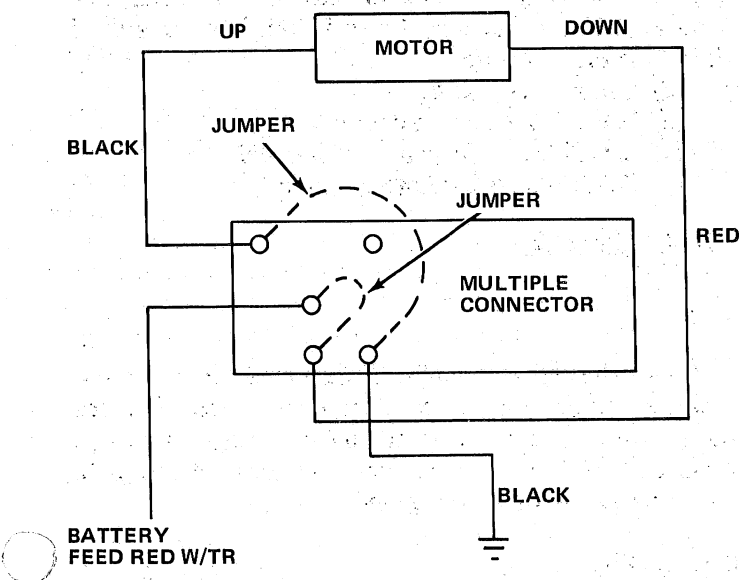 UP
MOTOR
DOWN
JUMPER
BLACK
JUMPER
RED
MULTIPLE
CONNECTOR
BLACK
BATTERY
FEED RED W/TR